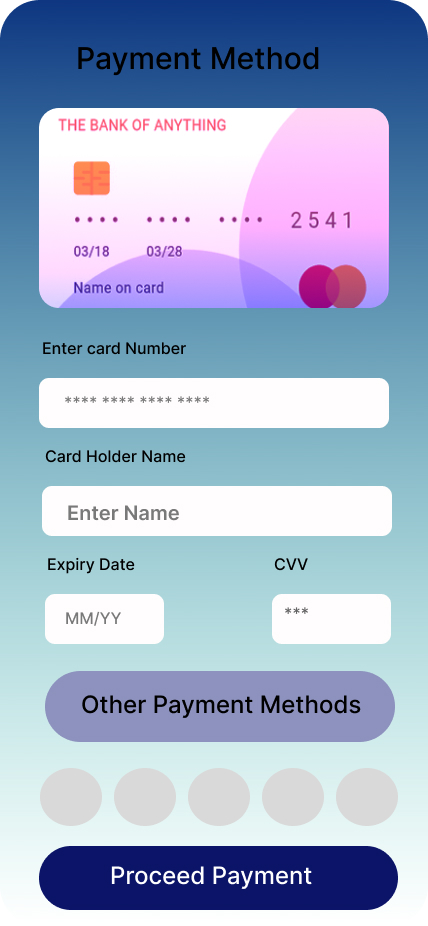 Payment Method
THE BANK OF ANYTHING
•••• •••• •••• 2541
03/18 03/28
Name on card
Enter card Number
**** **** **** ****
Card Holder Name
Enter Name
Expiry Date CVV
MM/YY ***
Other Payment Methods
Proceed Payment